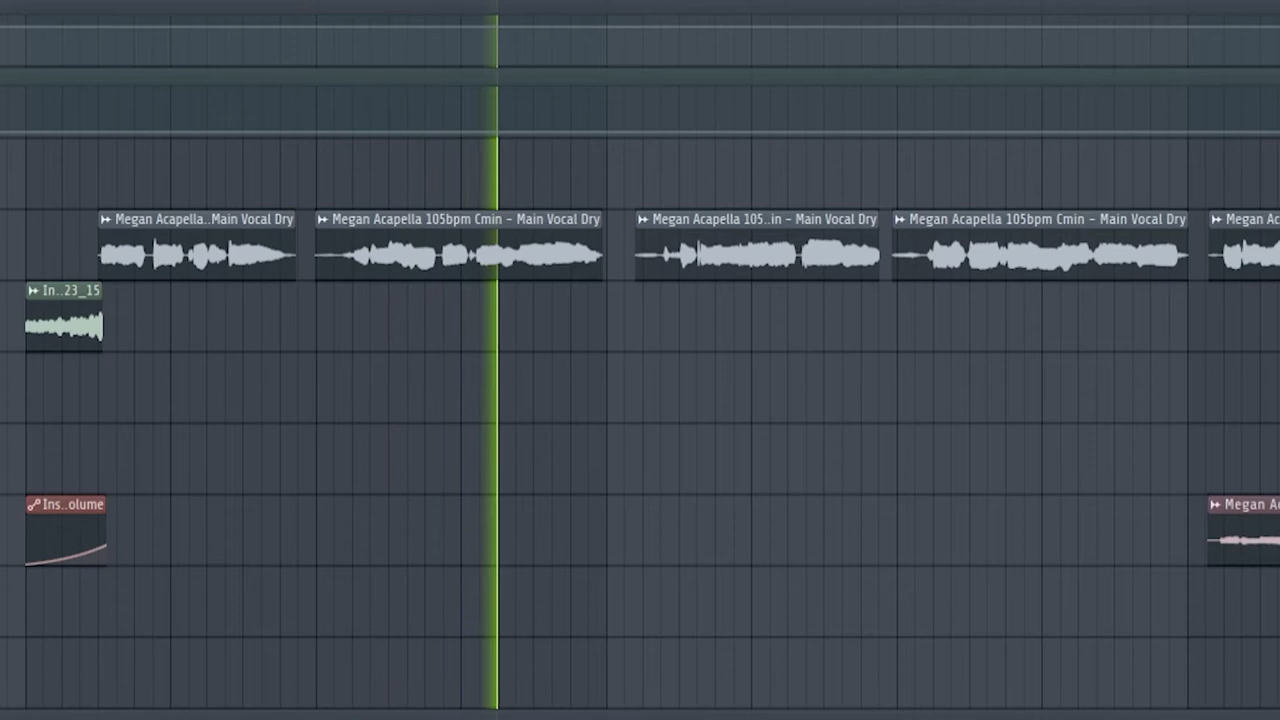 Megan Acapella..Main Vocal Dry
Megan Acapella 105bpm Cmin - Main Vocal Dry
Megan Acapella 105..in - Main Vocal Dry
Megan Acapella 105bpm Cmin - Main Vocal Dry
Megan Ac
In..23_15
Ins..olume
Megan Ac